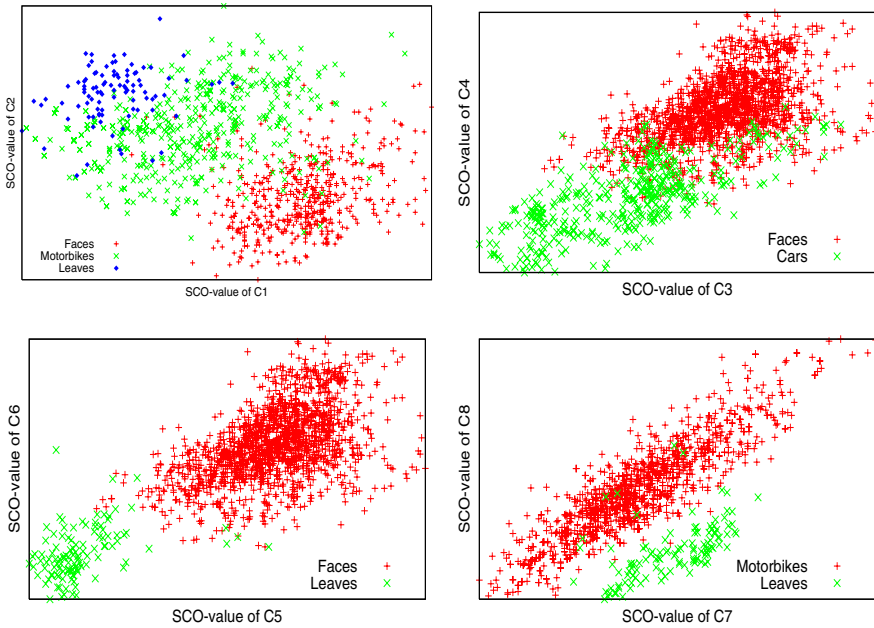 SCO-value of C2
Faces
Motorbikes
Leaves
SCO-value of C1
SCO-value of C4
Faces
Cars
SCO-value of C3
SCO-value of C6
Faces
Leaves
SCO-value of C5
SCO-value of C8
Motorbikes
Leaves
SCO-value of C7